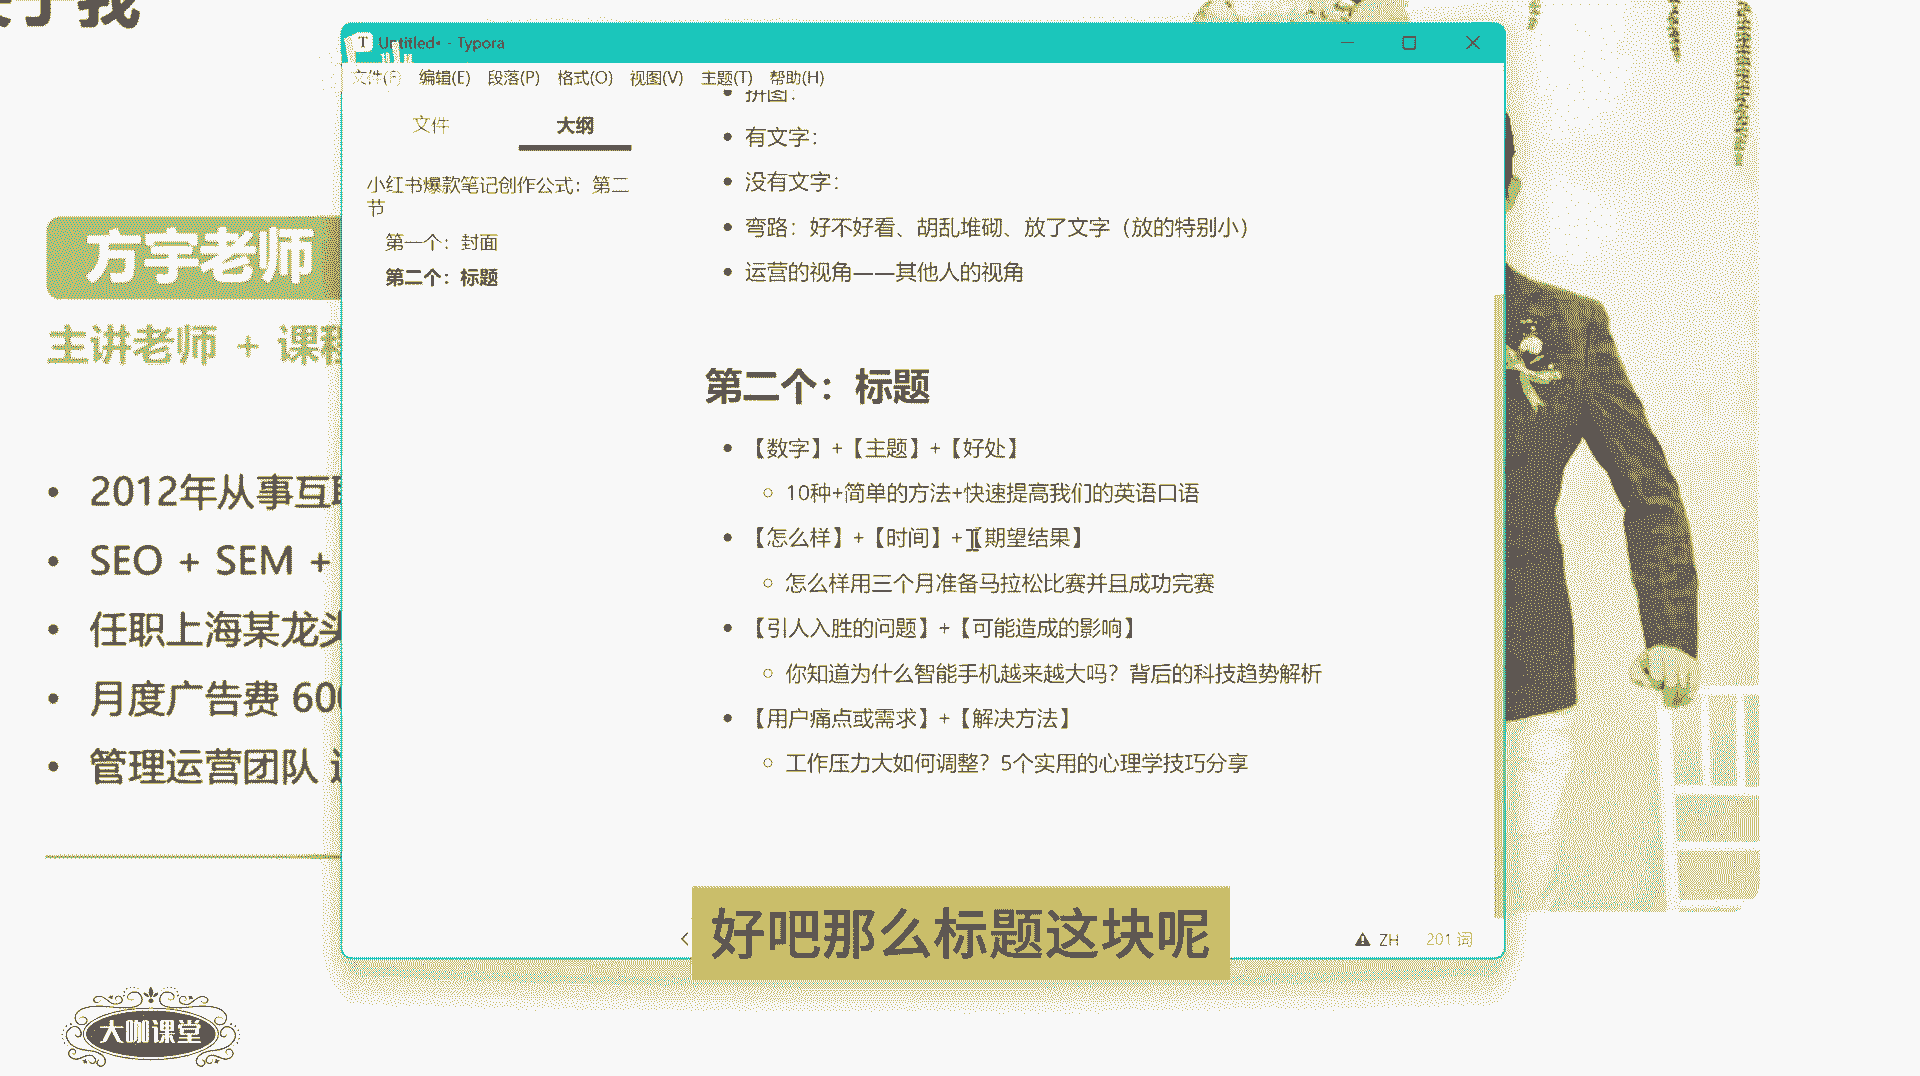 Untitled• - Typora
文件(F) 编辑(E) 段落(P) 格式(O) 视图(V) 主题(T) 帮助(H)
文件 大纲
小红书爆款笔记创作公式：第二
节
第一个：封面
第二个：标题
拼图：
有文字：
没有文字：
弯路：好不好看、胡乱堆砌、放了文字（放的特别小）
运营的视角——其他人的视角
第二个：标题
【数字】+【主题】+【好处】
10种+简单的方法+快速提高我们的英语口语
【怎么样】+【时间】+【期望结果】
怎么样用三个月准备马拉松比赛并且成功完赛
【引人入胜的问题】+【可能造成的影响】
你知道为什么智能手机越来越大吗？背后的科技趋势解析
【用户痛点或需求】+【解决方法】
工作压力大如何调整？5个实用的心理学技巧分享
ZH 201 词
方宇老师
主讲老师 + 课程
2012年从事互联
SEO + SEM +
任职上海某龙头
月度广告费 600
管理运营团队
好吧那么标题这块呢
大咖课堂